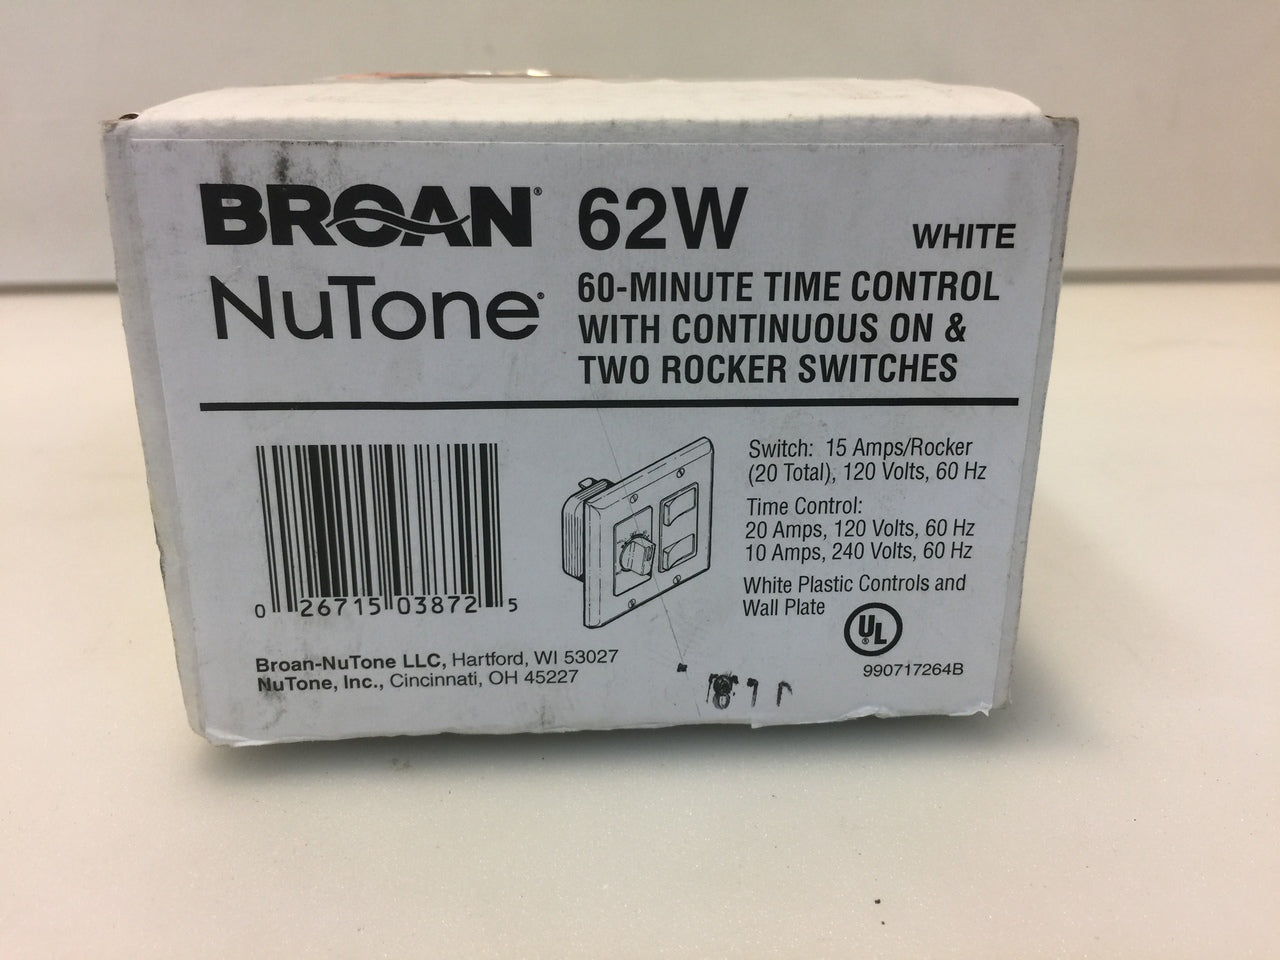 BROAN® 62W WHITE
NuTone®
60-MINUTE TIME CONTROL
WITH CONTINUOUS ON &
TWO ROCKER SWITCHES
Switch: 15 Amps/Rocker
(20 Total), 120 Volts, 60 Hz
Time Control:
20 Amps, 120 Volts, 60 Hz
10 Amps, 240 Volts, 60 Hz
White Plastic Controls and
Wall Plate
UL®
990717264B
0 26715 03872 5
Broan-NuTone LLC, Hartford, WI 53027
NuTone, Inc., Cincinnati, OH 45227